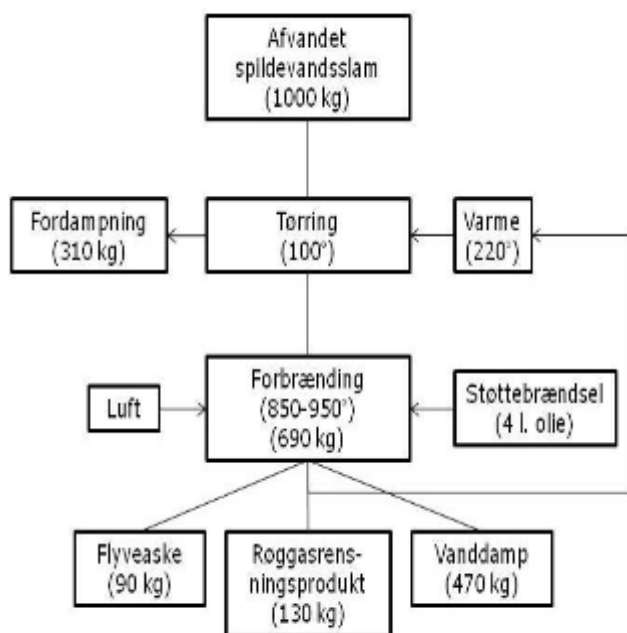 Afvandet
spildevandsslam
(1000 kg)
Fordampning
(310 kg)
Tørring
(100°)
Varme
(220°)
Luft
Forbrænding
(850-950°)
(690 kg)
Støttebrændsel
(4 l. olie)
Flyveaske
(90 kg)
Roggasrens-
ningsprodukt
(130 kg)
Vanddamp
(470 kg)